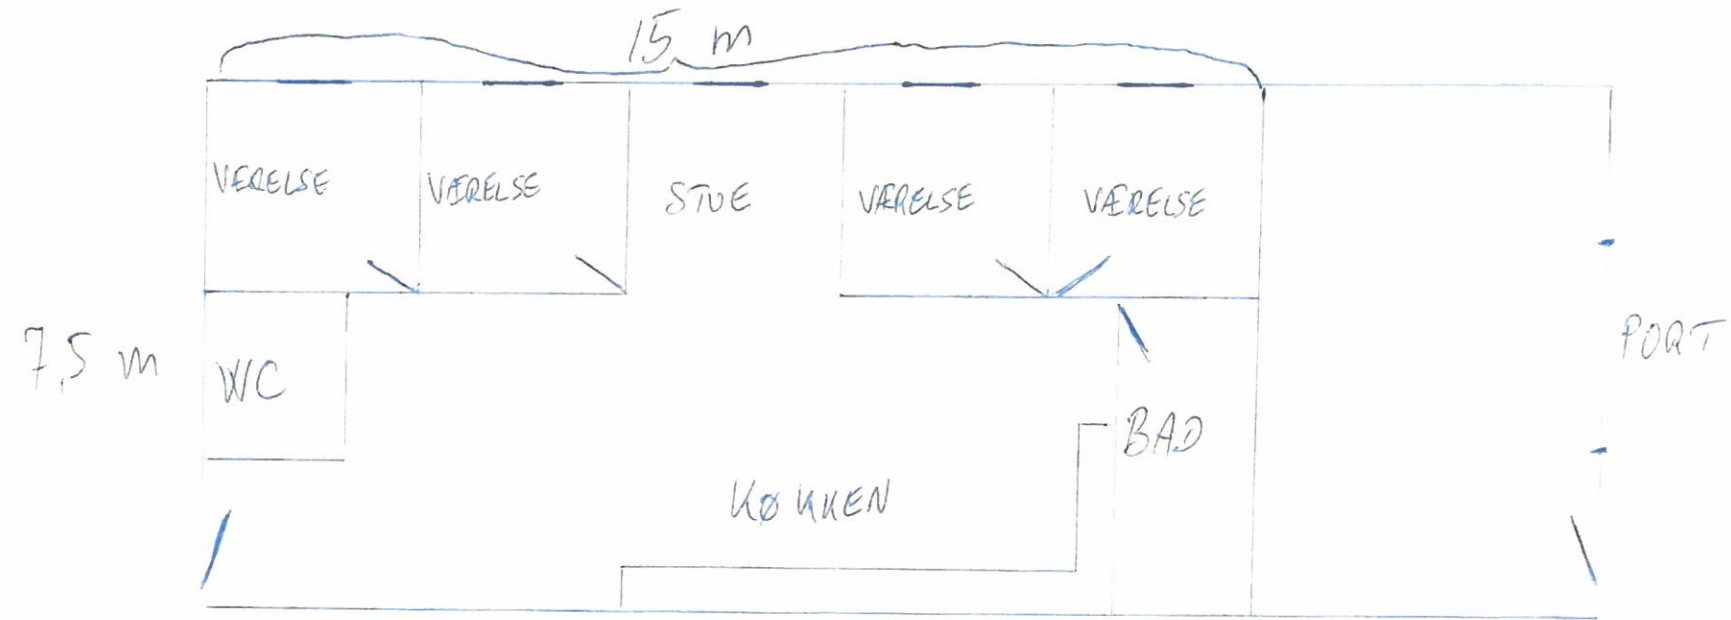 15 m
VÆRELSE
VÆRELSE
STUE
VÆRELSE
VÆRELSE
7,5 m
WC
PORT
BAD
KØKKEN